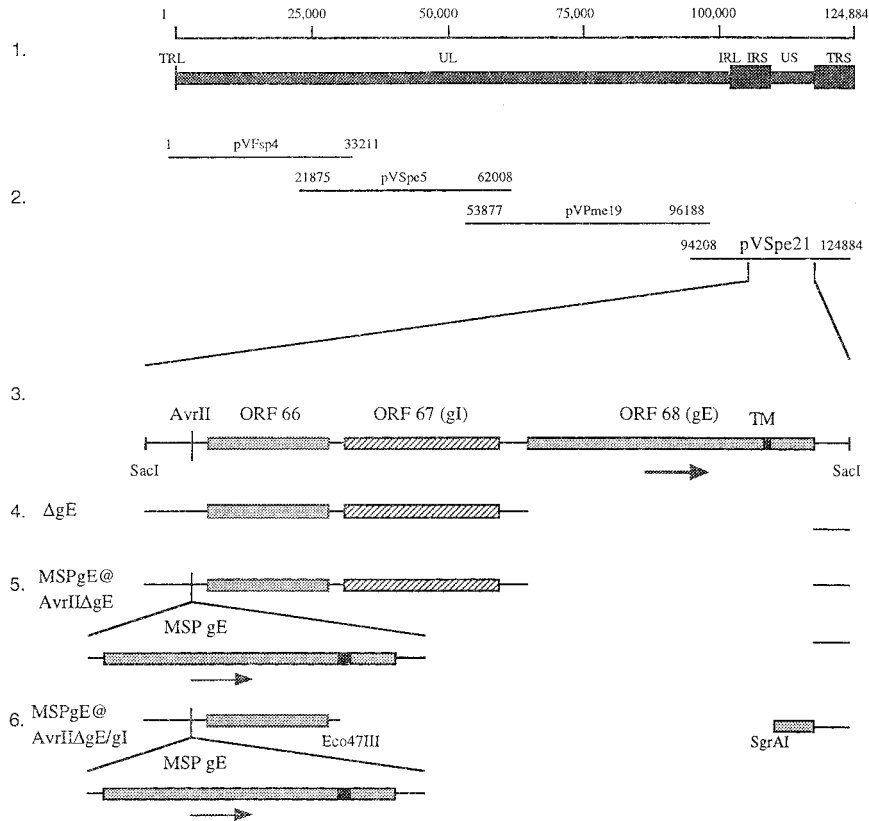 1 25,000 50,000 75,000 100,000 124,884
1.
TRL UL IRL IRS US TRS
1 pVFsp4 33211
21875 pVSpe5 62008
2.
53877 pVPme19 96188
94208 pVSpe21 124884
3.
AvrII ORF 66 ORF 67 (gI) ORF 68 (gE) TM
SacI SacI
4. ΔgE
5. MSPgE@
AvrIIΔgE
MSP gE
6. MSPgE@
AvrIIΔgE/gI
Eco47III
SgrAI
MSP gE